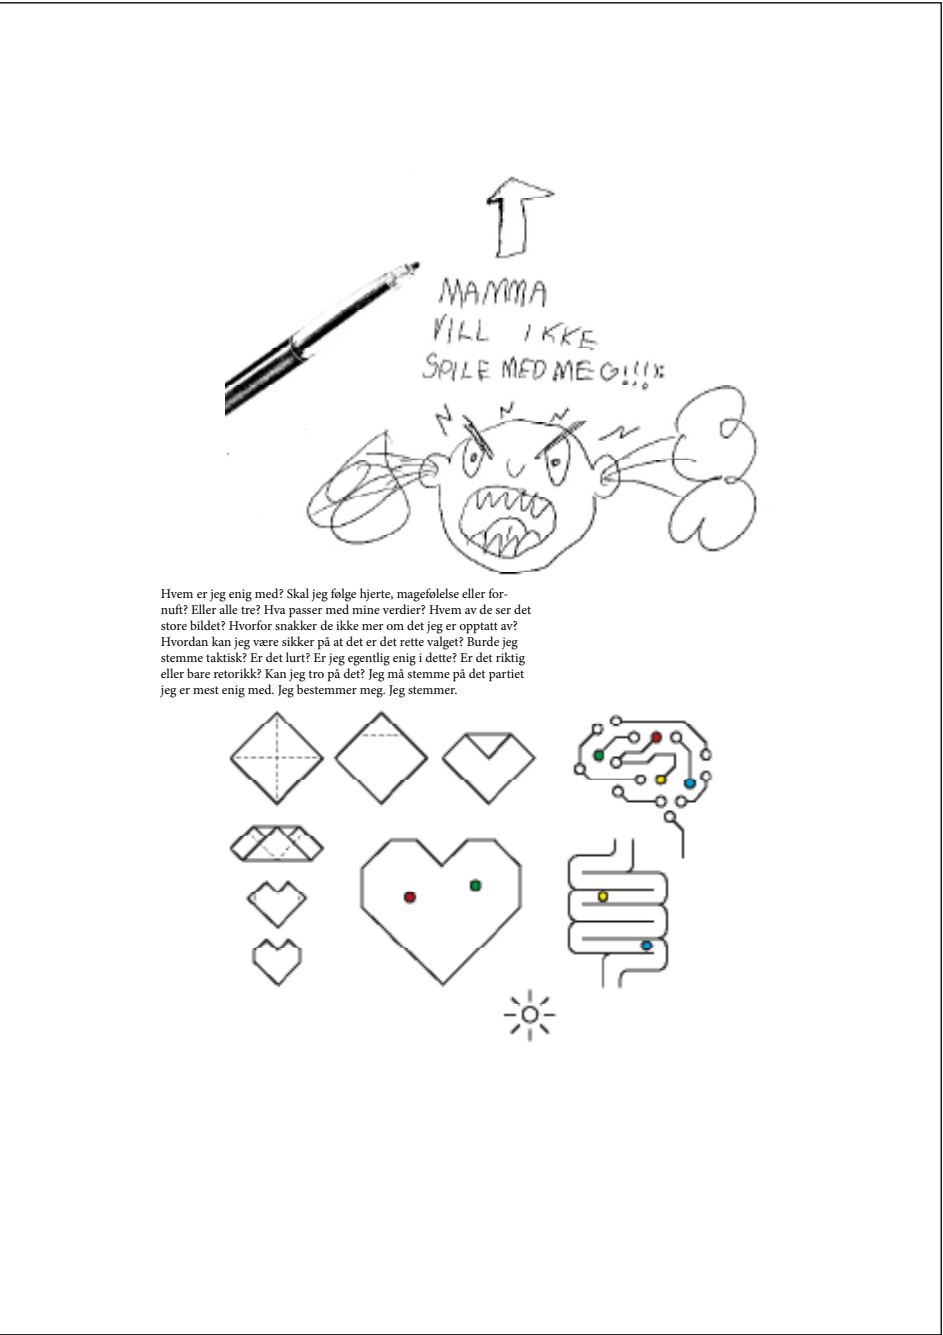 MAMMA
VILL IKKE
SPILE MED MEG!!!!
Hvem er jeg enig med? Skal jeg følge hjerte, magefølelse eller for-
nuft? Eller alle tre? Hva passer med mine verdier? Hvem av de ser det
store bildet? Hvorfor snakker de ikke mer om det jeg er opptatt av?
Hvordan kan jeg være sikker på at det er det rette valget? Burde jeg
stemme taktisk? Er det lurt? Er jeg egentlig enig i dette? Er det riktig
eller bare retorikk? Kan jeg tro på det? Jeg må stemme på det partiet
jeg er mest enig med. Jeg bestemmer meg. Jeg stemmer.